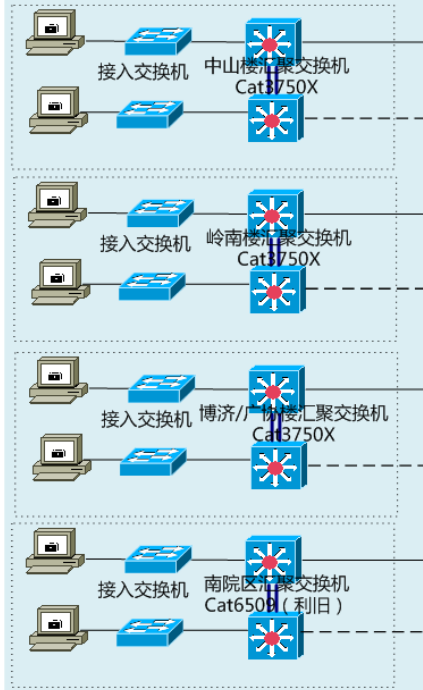 接入交换机
中山楼汇聚交换机
Cat3750X
接入交换机
岭南楼汇聚交换机
Cat3750X
接入交换机
博济/广协楼汇聚交换机
Cat3750X
接入交换机
南院区汇聚交换机
Cat6509（利旧）